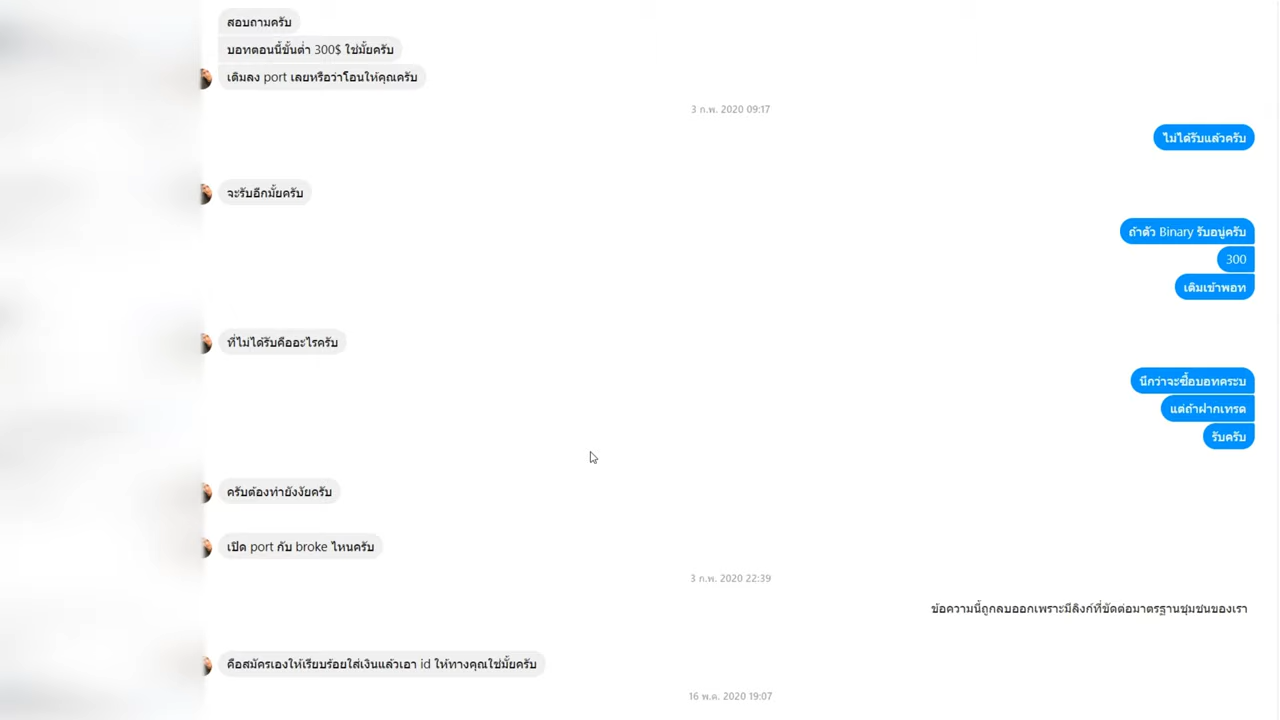 สอบถามครับ
บอทตอนนี้ขั้นต่ำ 300$ ใช่มั้ยครับ
เติมลง port เลยหรือว่าโอนให้คุณครับ
3 ก.พ. 2020 09:17
ไม่ได้รับแล้วครับ
จะรับอีกมั้ยครับ
ถ้าตัว Binary รับอยู่ครับ
300
เติมเข้าพอท
ที่ไม่ได้รับคืออะไรครับ
นึกว่าจะซื้อบอทคระบ
แต่ถ้าฝากเทรด
รับครับ
ครับต้องทำยังงัยครับ
เปิด port กับ broke ไหนครับ
3 ก.พ. 2020 22:39
ข้อความนี้ถูกลบออกเพราะมีลิงก์ที่ขัดต่อมาตรฐานชุมชนของเรา
คือสมัครเองให้เรียบร้อยใส่เงินแล้วเอา id ให้ทางคุณใช่มั้ยครับ
16 พ.ค. 2020 19:07